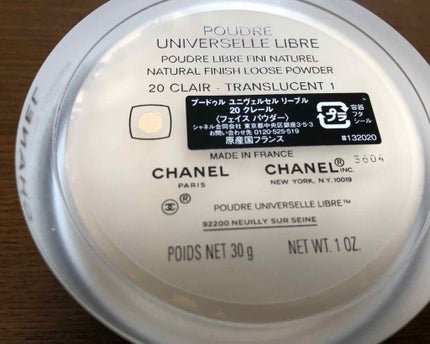 POUDRE
UNIVERSELLE LIBRE
POUDRE LIBRE FINI NATUREL
NATURAL FINISH LOOSE POWDER
20 CLAIR - TRANSLUCENT 1
プードゥル ユニヴェルセル リーブル
20 クレール
〈フェイス パウダー〉
シャネル合同会社 東京都中央区銀座3-5-3
お問い合わせ先 0120-525-519
原産国フランス
プラ
容器
フタ
シール
#132020
MADE IN FRANCE
3604
CHANEL
PARIS
CHANEL INC.
NEW YORK, N.Y. 10019
®
POUDRE UNIVERSELLE LIBRE™
92200 NEUILLY SUR SEINE
POIDS NET 30 g
NET WT. 1 OZ.
CHANEL